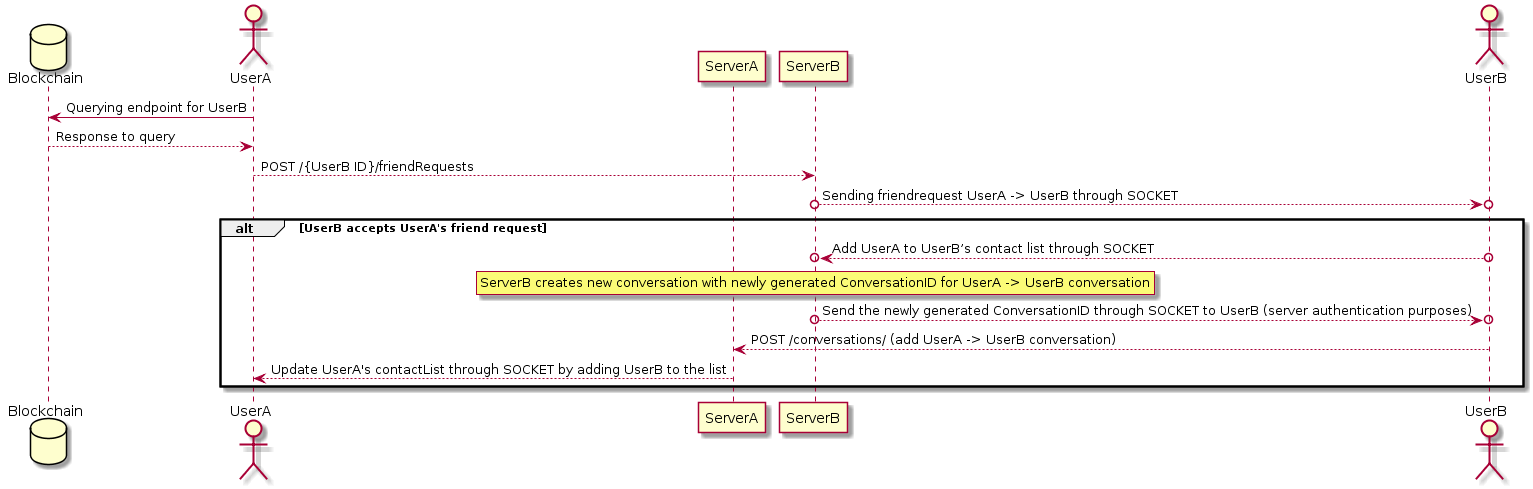 Blockchain
UserA
ServerA
ServerB
UserB
Querying endpoint for UserB
Response to query
POST /{UserB ID}/friendRequests
Sending friendrequest UserA -> UserB through SOCKET
alt [UserB accepts UserA's friend request]
Add UserA to UserB’s contact list through SOCKET
ServerB creates new conversation with newly generated ConversationID for UserA -> UserB conversation
Send the newly generated ConversationID through SOCKET to UserB (server authentication purposes)
POST /conversations/ (add UserA -> UserB conversation)
Update UserA's contactList through SOCKET by adding UserB to the list
Blockchain
UserA
ServerA
ServerB
UserB